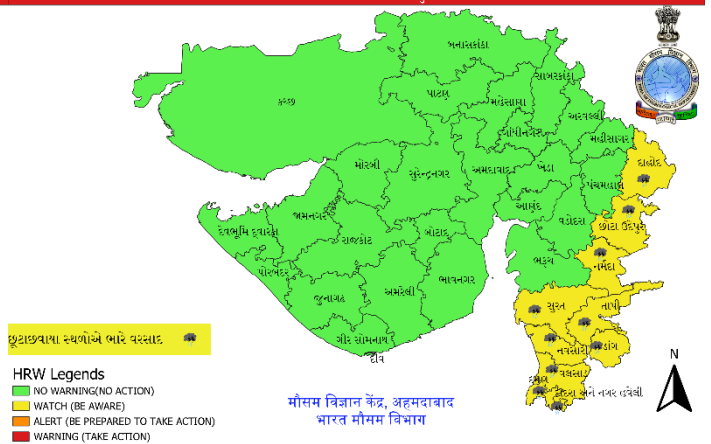 બનાસકાંઠા
સાબરકાંઠા
પાટણ
મહેસાણા
કચ્છ
અરવલ્લી
ગાંધીનગર
મહીસાગર
દાહોદ
મોરબી
સુરેન્દ્રનગર
અમદાવાદ
ખેડા
પંચમહાલ
આણંદ
જામનગર
વડોદરા
છોટા ઉદેપુર
દેવભૂમિ દ્વારકા
રાજકોટ
બોટાદ
ભરૂચ
નર્મદા
પોરબંદર
ભાવનગર
જુનાગઢ
અમરેલી
સુરત
તાપી
ગીર સોમનાથ
દીવ
નવસારી
ડાંગ
વલસાડ
દમણ
દાદરા અને નગર હવેલી
છુટાછવાયા સ્થળોએ ભારે વરસાદ
HRW Legends
NO WARNING(NO ACTION)
WATCH (BE AWARE)
ALERT (BE PREPARED TO TAKE ACTION)
WARNING (TAKE ACTION)
मौसम विज्ञान केंद्र, अहमदाबाद
भारत मौसम विभाग
N